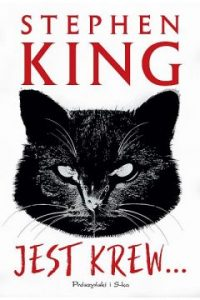 STEPHEN
KING
JEST KREW...
Prószyński i S-ka